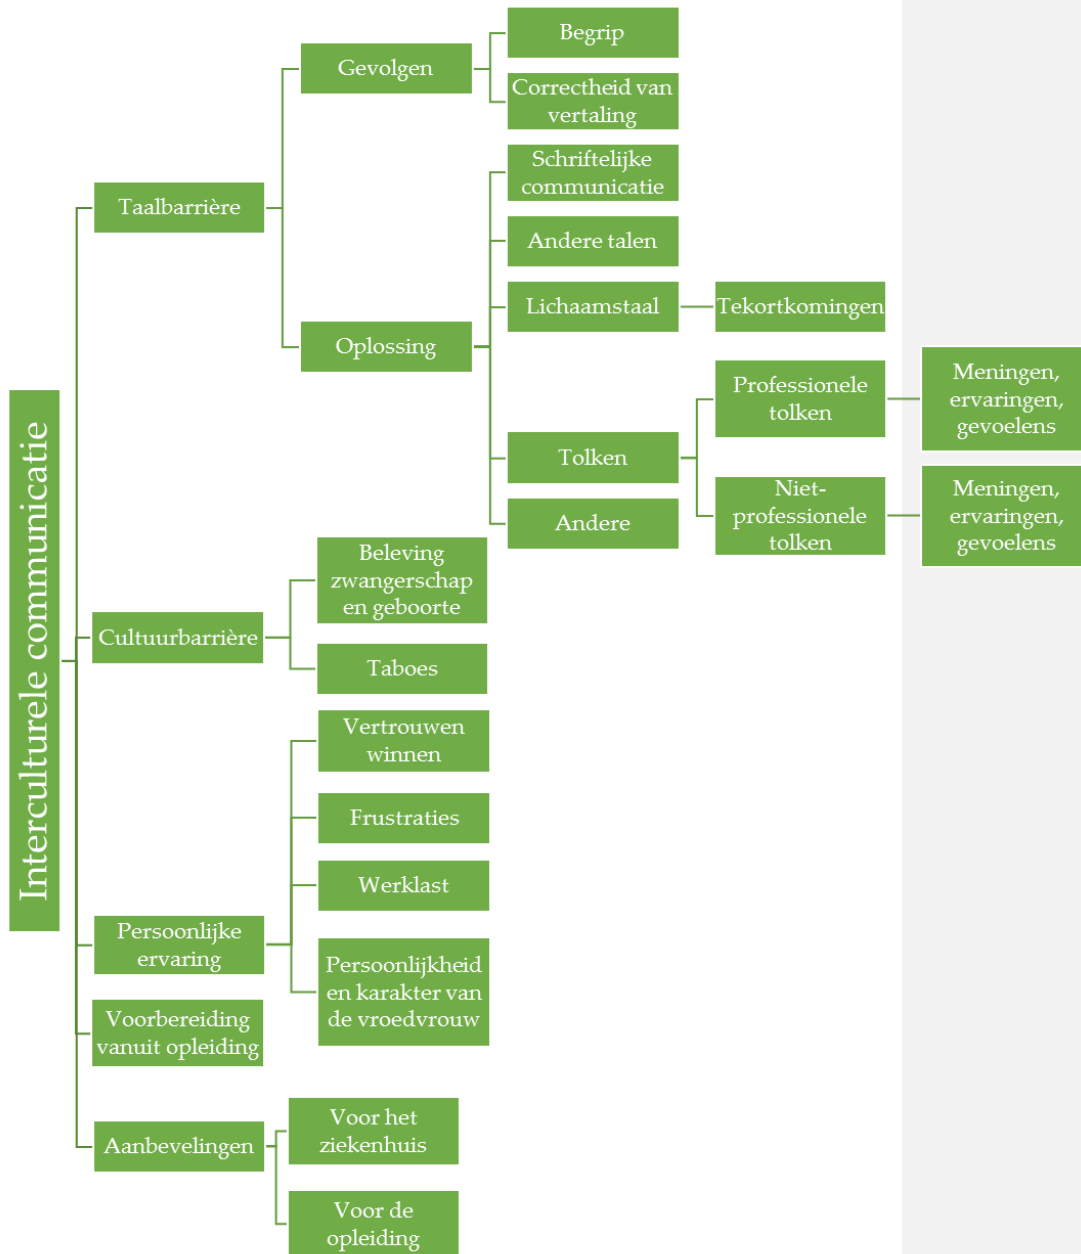 Interculturele communicatie
Taalbarrière
Gevolgen
Begrip
Correctheid van
vertaling
Oplossing
Schriftelijke
communicatie
Andere talen
Lichaamstaal
Tekortkomingen
Tolken
Professionele
tolken
Meningen,
ervaringen,
gevoelens
Niet-
professionele
tolken
Meningen,
ervaringen,
gevoelens
Andere
Cultuurbarrière
Beleving
zwangerschap
en geboorte
Taboes
Persoonlijke
ervaring
Vertrouwen
winnen
Frustraties
Werklast
Persoonlijkheid
en karakter van
de vroedvrouw
Voorbereiding
vanuit opleiding
Aanbevelingen
Voor het
ziekenhuis
Voor de
opleiding